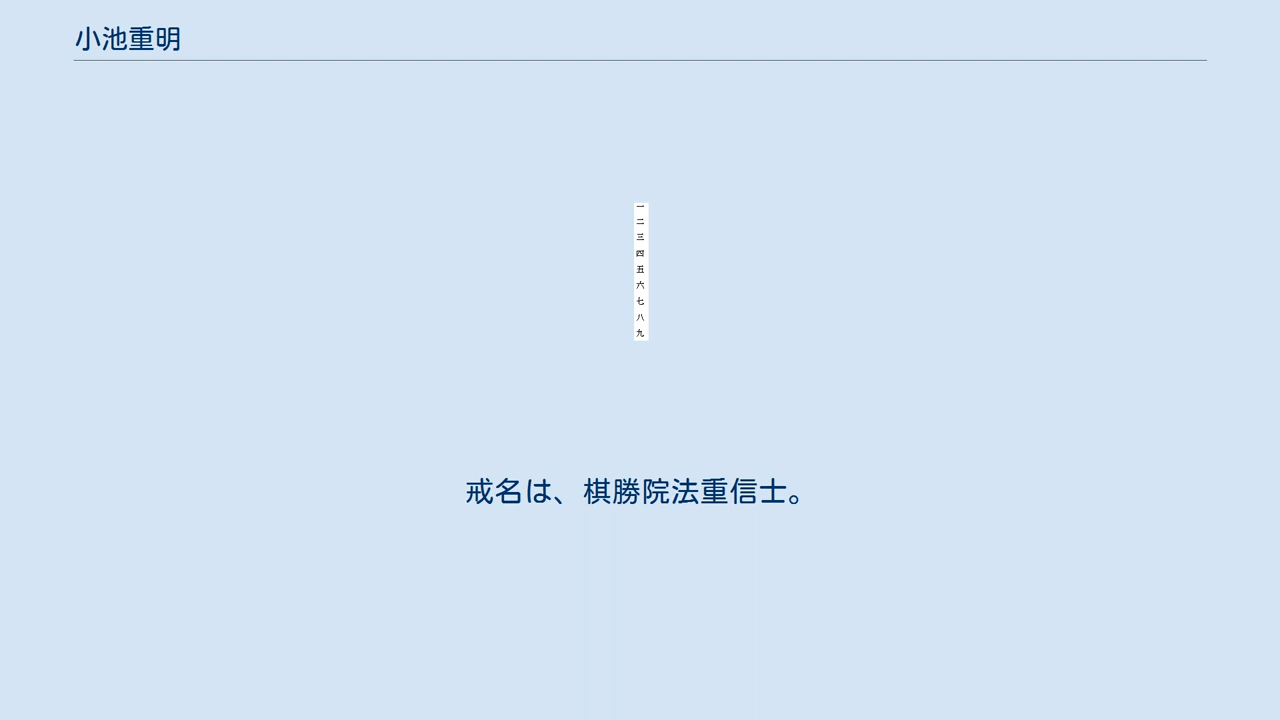 小池重明
一
二
三
四
五
六
七
八
九
戒名は、棋勝院法重信士。